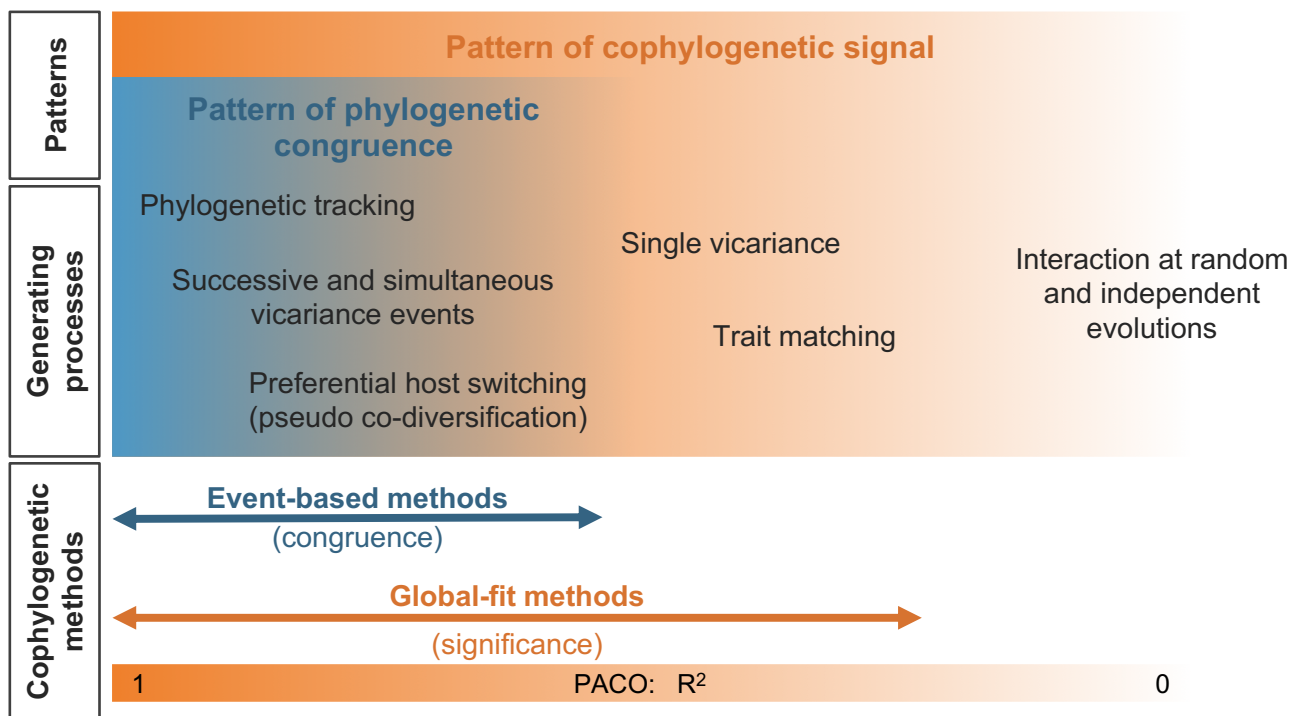 Patterns
Pattern of cophylogenetic signal
Pattern of phylogenetic
congruence
Generating
processes
Phylogenetic tracking
Successive and simultaneous
vicariance events
Preferential host switching
(pseudo co-diversification)
Single vicariance
Trait matching
Interaction at random
and independent
evolutions
Cophylogenetic
methods
Event-based methods
(congruence)
Global-fit methods
(significance)
1 PACO: R² 0